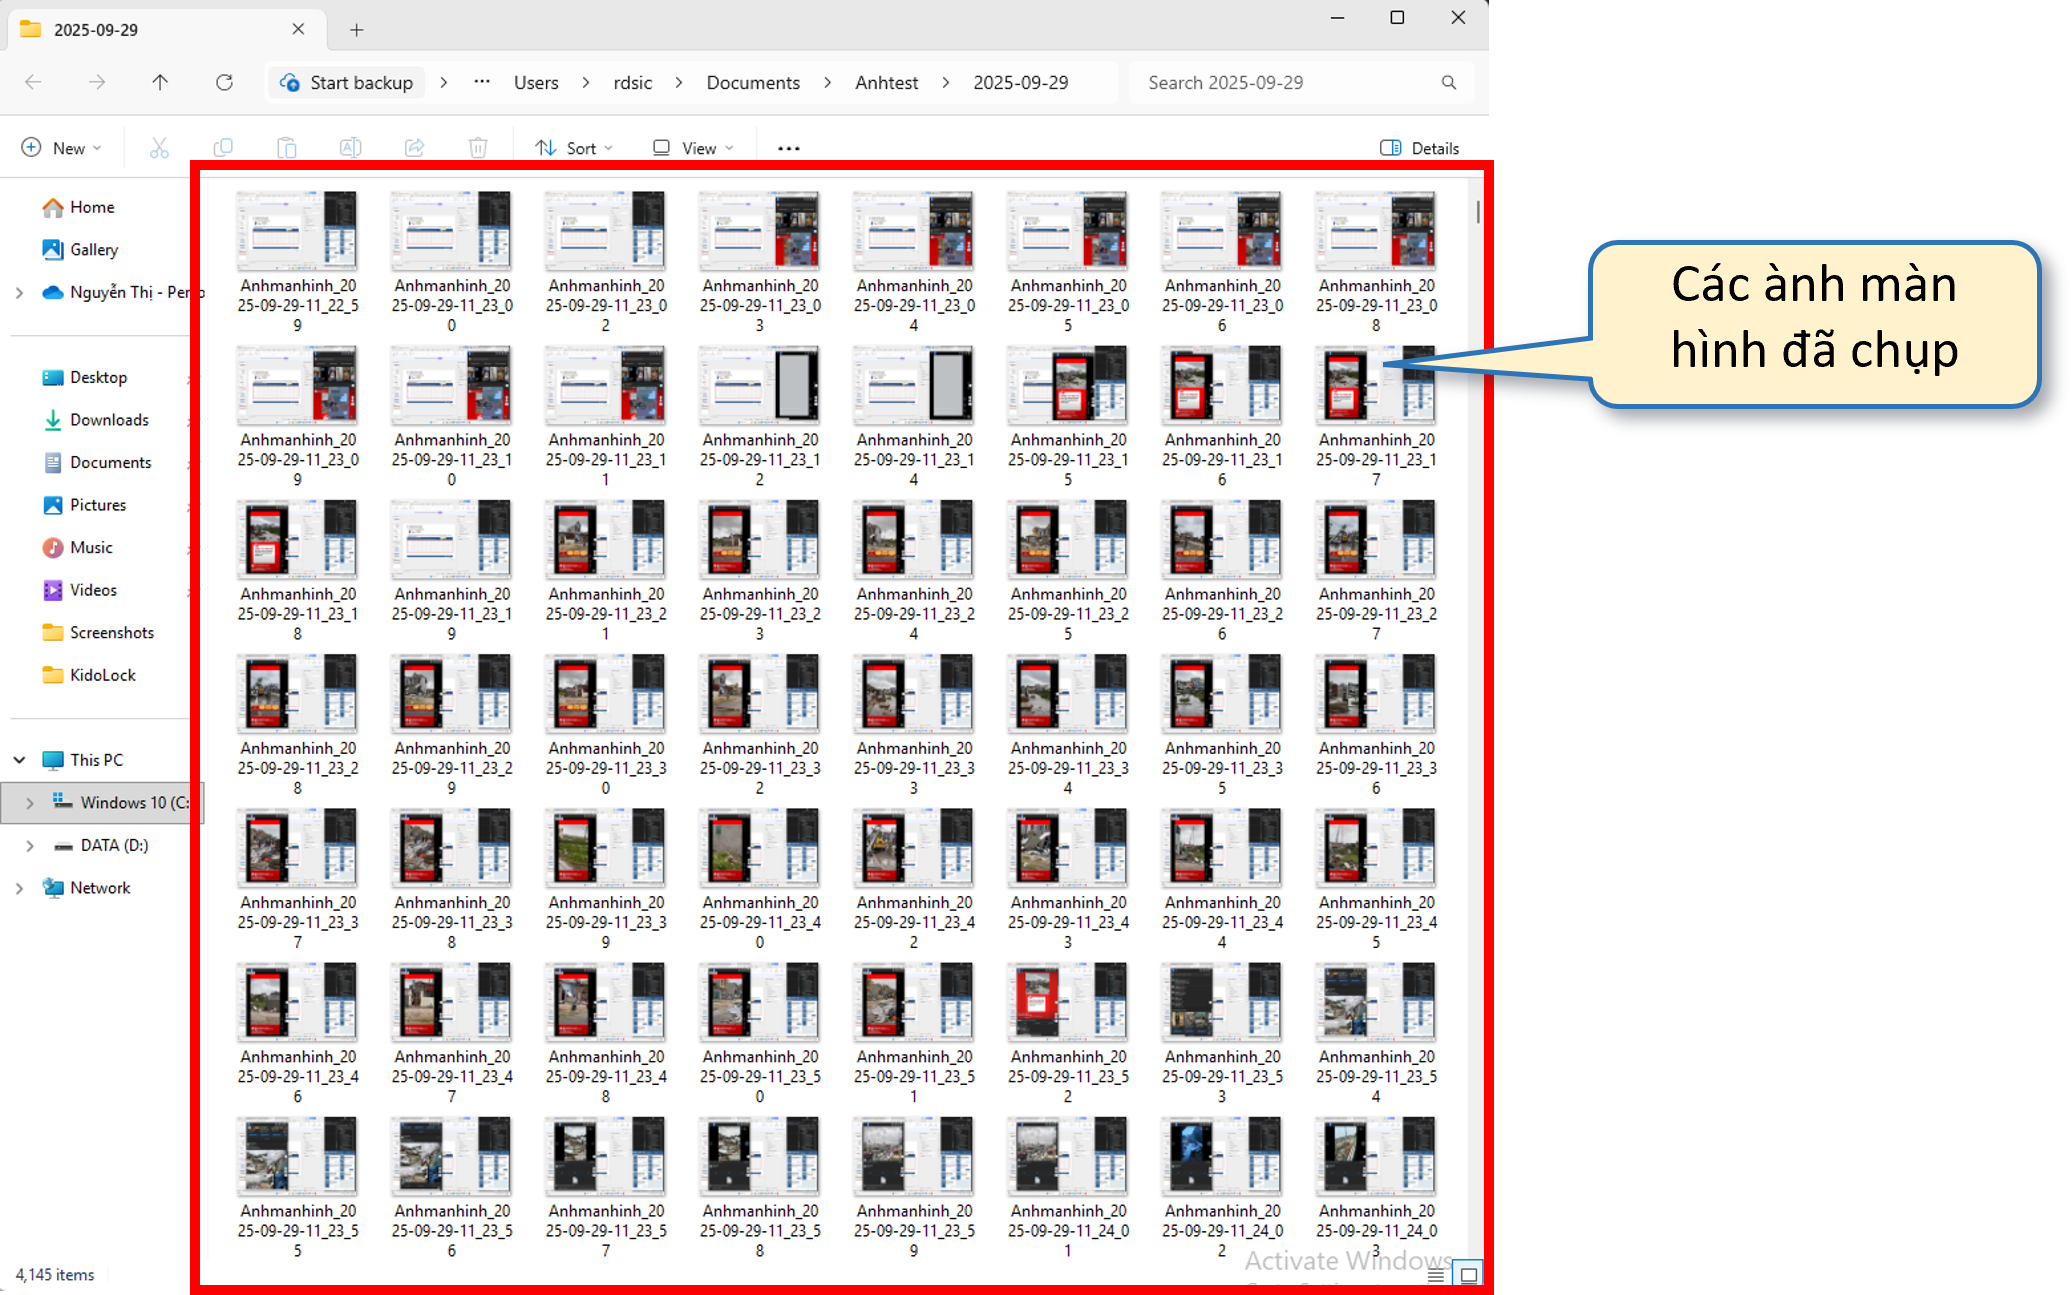 2025-09-29
Start backup > ··· Users > rdsic > Documents > Anhtest > 2025-09-29
Search 2025-09-29
New
Sort
View
Details
Home
Gallery
Nguyễn Thị - Perso
Desktop
Downloads
Documents
Pictures
Music
Videos
Screenshots
KidoLock
This PC
Windows 10 (C:
DATA (D:)
Network
Anhmanhinh_2025-09-29-11_22_59
Anhmanhinh_2025-09-29-11_23_00
Anhmanhinh_2025-09-29-11_23_02
Anhmanhinh_2025-09-29-11_23_03
Anhmanhinh_2025-09-29-11_23_04
Anhmanhinh_2025-09-29-11_23_05
Anhmanhinh_2025-09-29-11_23_06
Anhmanhinh_2025-09-29-11_23_08
Anhmanhinh_2025-09-29-11_23_09
Anhmanhinh_2025-09-29-11_23_10
Anhmanhinh_2025-09-29-11_23_11
Anhmanhinh_2025-09-29-11_23_12
Anhmanhinh_2025-09-29-11_23_14
Anhmanhinh_2025-09-29-11_23_15
Anhmanhinh_2025-09-29-11_23_16
Anhmanhinh_2025-09-29-11_23_17
Anhmanhinh_2025-09-29-11_23_18
Anhmanhinh_2025-09-29-11_23_19
Anhmanhinh_2025-09-29-11_23_21
Anhmanhinh_2025-09-29-11_23_23
Anhmanhinh_2025-09-29-11_23_24
Anhmanhinh_2025-09-29-11_23_25
Anhmanhinh_2025-09-29-11_23_26
Anhmanhinh_2025-09-29-11_23_27
Anhmanhinh_2025-09-29-11_23_28
Anhmanhinh_2025-09-29-11_23_29
Anhmanhinh_2025-09-29-11_23_30
Anhmanhinh_2025-09-29-11_23_32
Anhmanhinh_2025-09-29-11_23_33
Anhmanhinh_2025-09-29-11_23_34
Anhmanhinh_2025-09-29-11_23_35
Anhmanhinh_2025-09-29-11_23_36
Anhmanhinh_2025-09-29-11_23_37
Anhmanhinh_2025-09-29-11_23_38
Anhmanhinh_2025-09-29-11_23_39
Anhmanhinh_2025-09-29-11_23_40
Anhmanhinh_2025-09-29-11_23_42
Anhmanhinh_2025-09-29-11_23_43
Anhmanhinh_2025-09-29-11_23_44
Anhmanhinh_2025-09-29-11_23_45
Anhmanhinh_2025-09-29-11_23_46
Anhmanhinh_2025-09-29-11_23_47
Anhmanhinh_2025-09-29-11_23_48
Anhmanhinh_2025-09-29-11_23_50
Anhmanhinh_2025-09-29-11_23_51
Anhmanhinh_2025-09-29-11_23_52
Anhmanhinh_2025-09-29-11_23_53
Anhmanhinh_2025-09-29-11_23_54
Anhmanhinh_2025-09-29-11_23_55
Anhmanhinh_2025-09-29-11_23_56
Anhmanhinh_2025-09-29-11_23_57
Anhmanhinh_2025-09-29-11_23_58
Anhmanhinh_2025-09-29-11_23_59
Anhmanhinh_2025-09-29-11_24_01
Anhmanhinh_2025-09-29-11_24_02
Anhmanhinh_2025-09-29-11_24_03
Activate Windows
4,145 items
Các ành màn
hình đã chụp